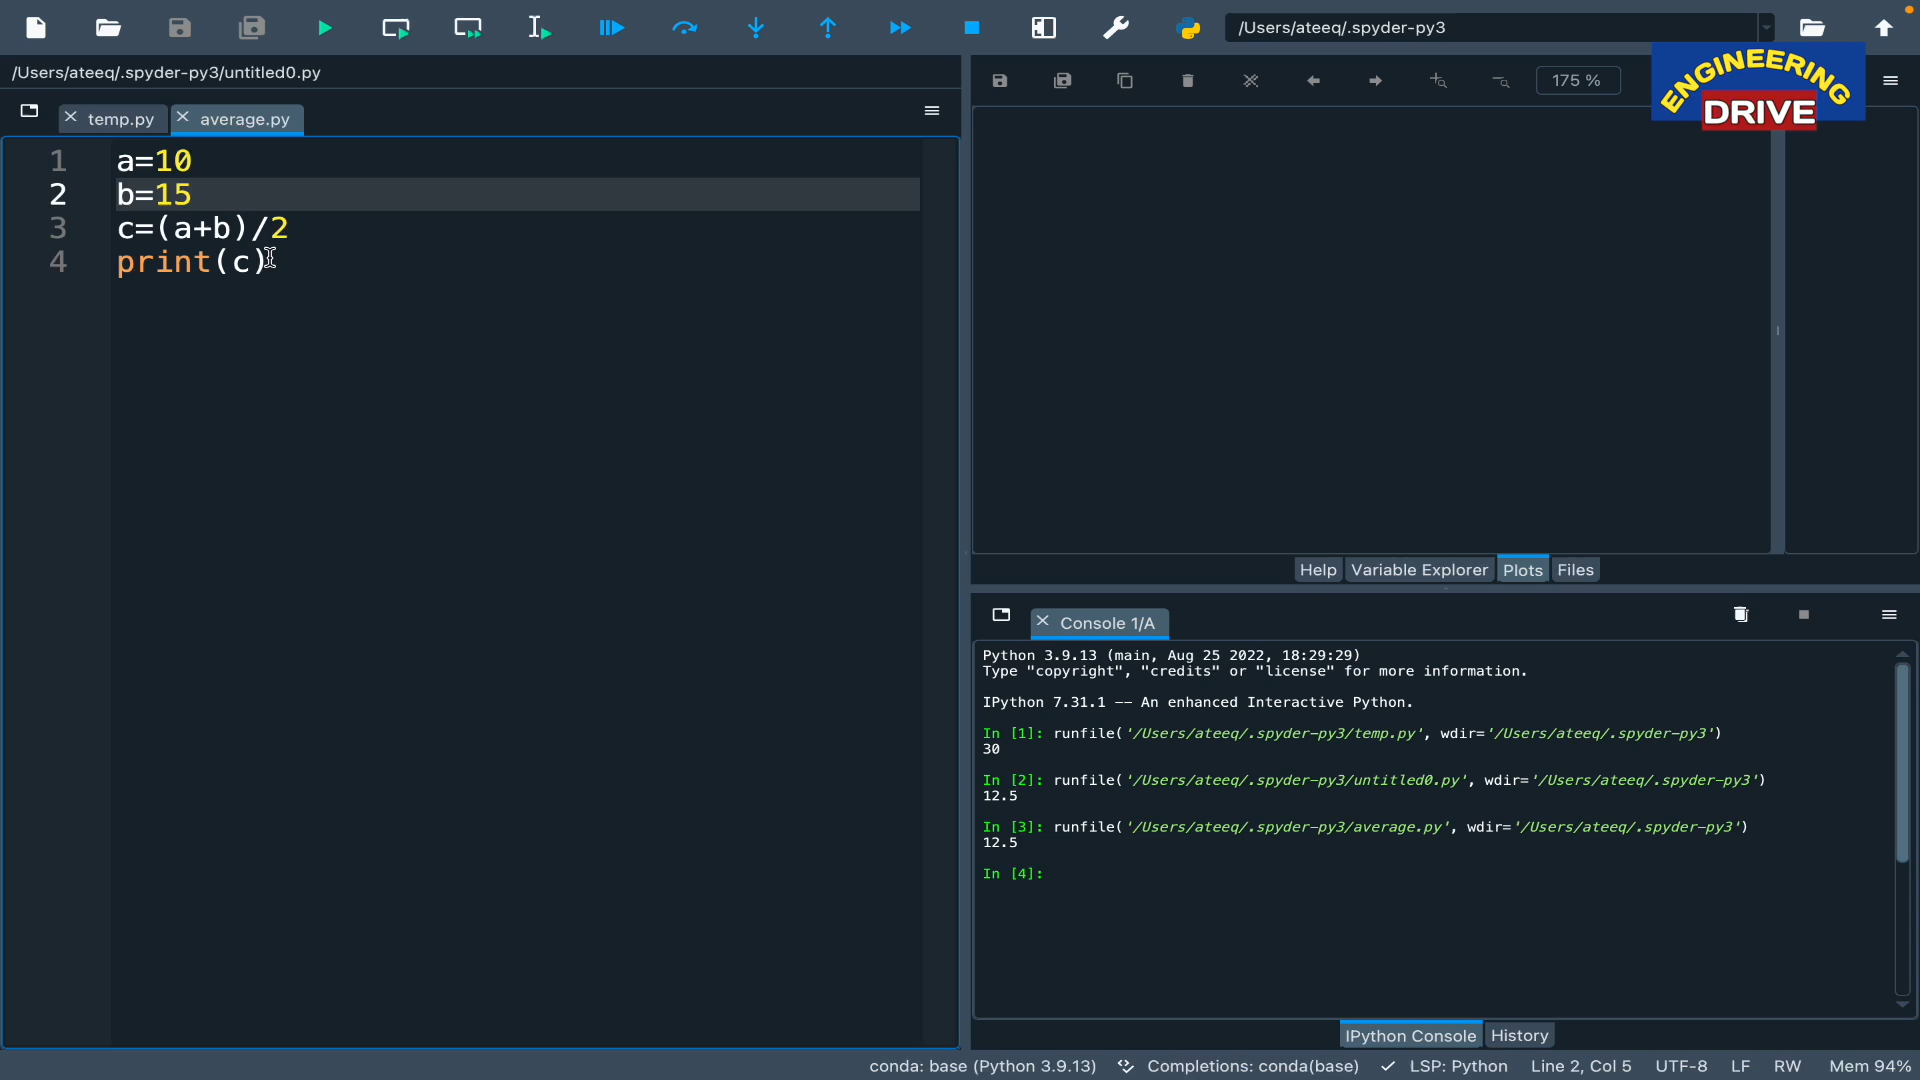 /Users/ateeq/.spyder-py3
/Users/ateeq/.spyder-py3/untitled0.py
temp.py
average.py
175 %
ENGINEERING
DRIVE
1 a=10
2 b=15
3 c=(a+b)/2
4 print(c)
Help
Variable Explorer
Plots
Files
Console 1/A
Python 3.9.13 (main, Aug 25 2022, 18:29:29)
Type "copyright", "credits" or "license" for more information.
IPython 7.31.1 -- An enhanced Interactive Python.
In [1]: runfile('/Users/ateeq/.spyder-py3/temp.py', wdir='/Users/ateeq/.spyder-py3')
30
In [2]: runfile('/Users/ateeq/.spyder-py3/untitled0.py', wdir='/Users/ateeq/.spyder-py3')
12.5
In [3]: runfile('/Users/ateeq/.spyder-py3/average.py', wdir='/Users/ateeq/.spyder-py3')
12.5
In [4]:
IPython Console
History
conda: base (Python 3.9.13)
Completions: conda(base)
LSP: Python
Line 2, Col 5
UTF-8
LF
RW
Mem 94%